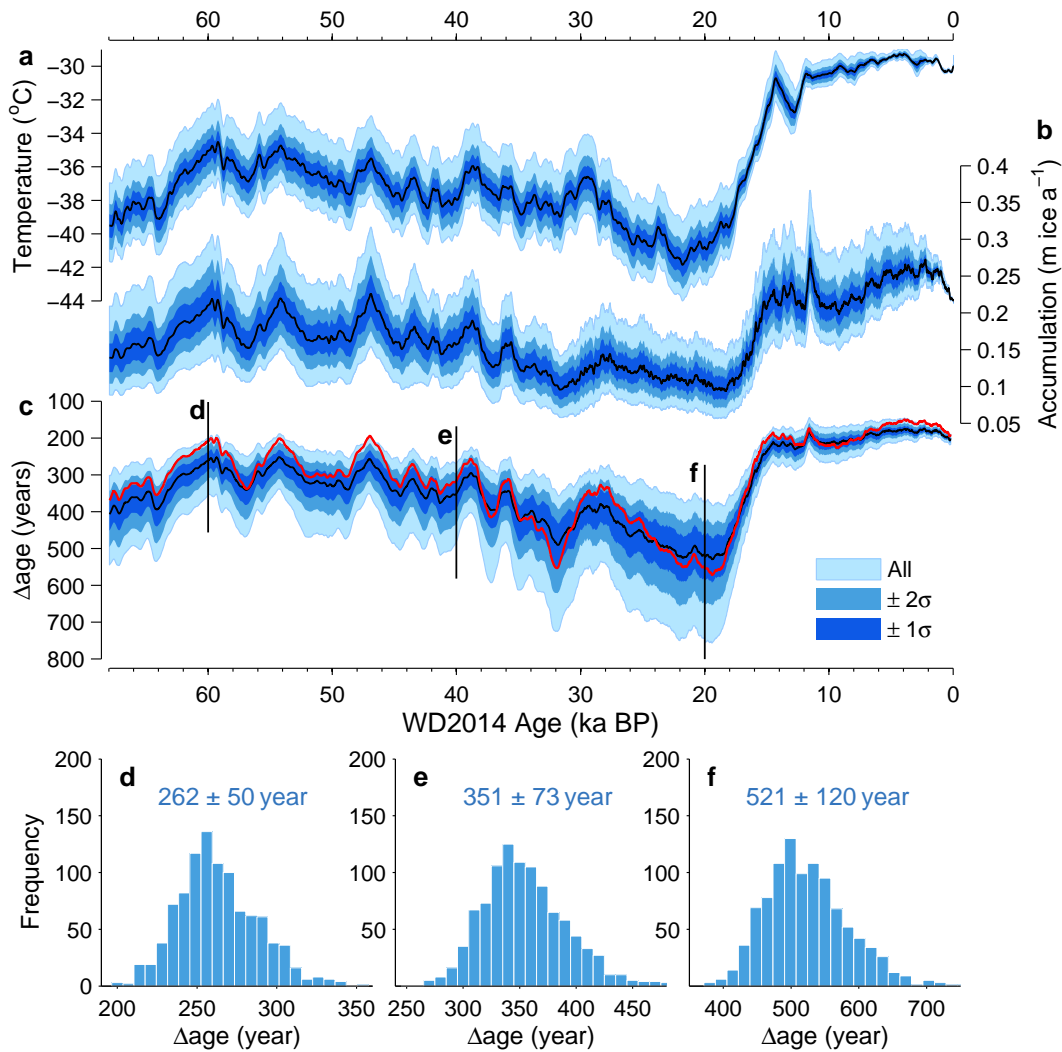 60 50 40 30 20 10 0
a
−30
−32
−34
−36
−38
−40
−42
−44
Temperature (°C)
b
0.4
0.35
0.3
0.25
0.2
0.15
0.1
0.05
Accumulation (m ice a⁻¹)
c
100
200
300
400
500
600
700
800
Δage (years)
d
e
f
All
± 2σ
± 1σ
60 50 40 30 20 10 0
WD2014 Age (ka BP)
d
262 ± 50 year
200
150
100
50
0
Frequency
200 250 300 350
Δage (year)
e
351 ± 73 year
200
150
100
50
0
250 300 350 400 450
Δage (year)
f
521 ± 120 year
200
150
100
50
0
400 500 600 700
Δage (year)